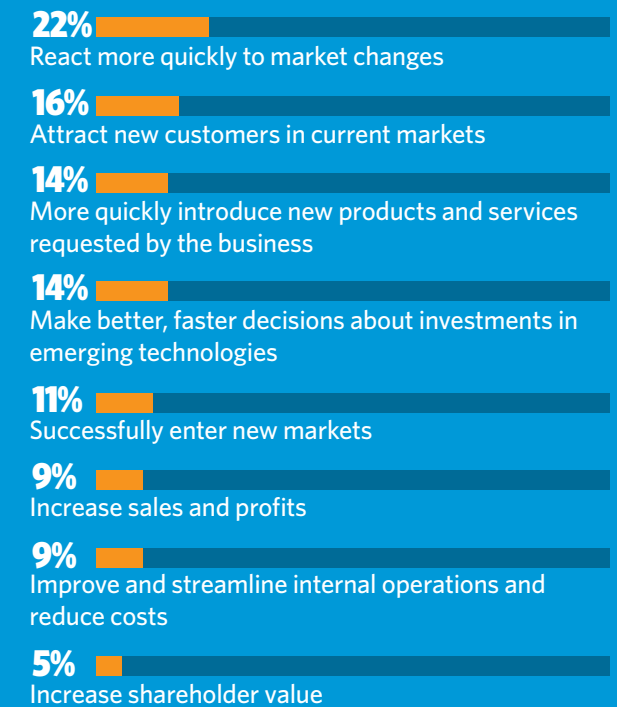 22%
React more quickly to market changes
16%
Attract new customers in current markets
14%
More quickly introduce new products and services
requested by the business
14%
Make better, faster decisions about investments in
emerging technologies
11%
Successfully enter new markets
9%
Increase sales and profits
9%
Improve and streamline internal operations and
reduce costs
5%
Increase shareholder value